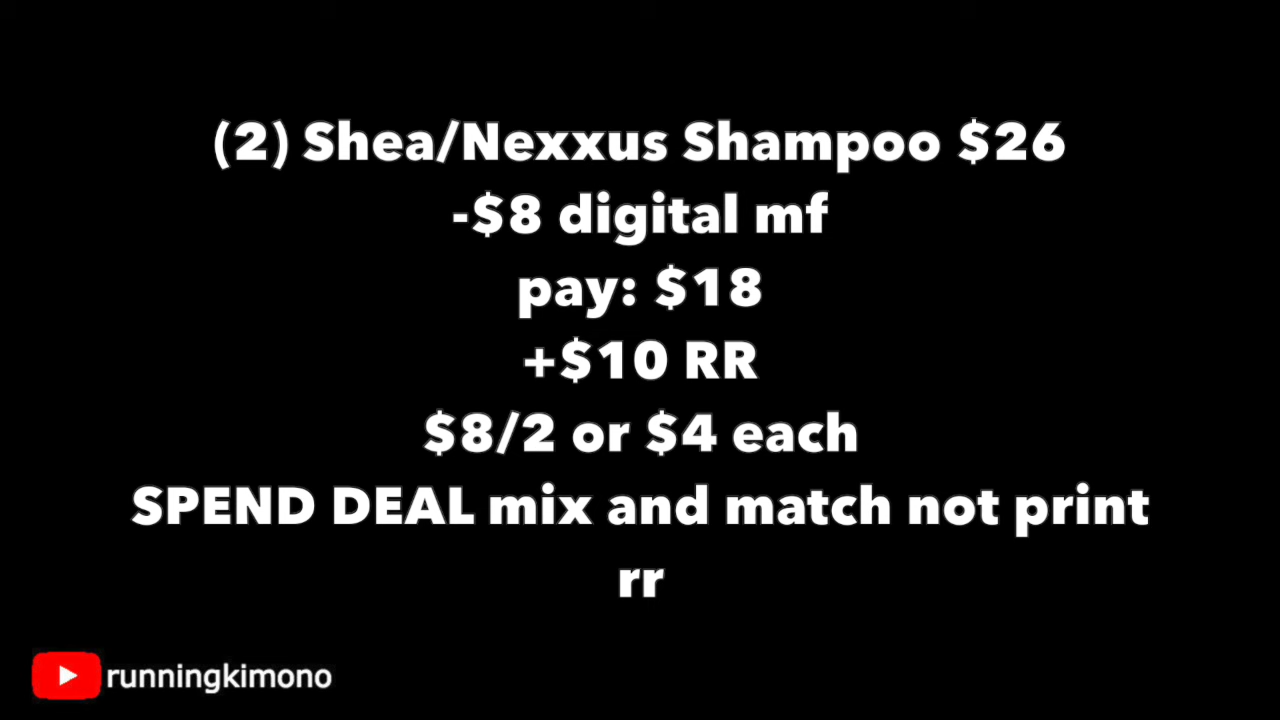 (2) Shea/Nexxus Shampoo $26
-$8 digital mf
pay: $18
+$10 RR
$8/2 or $4 each
SPEND DEAL mix and match not print
rr
runningkimono